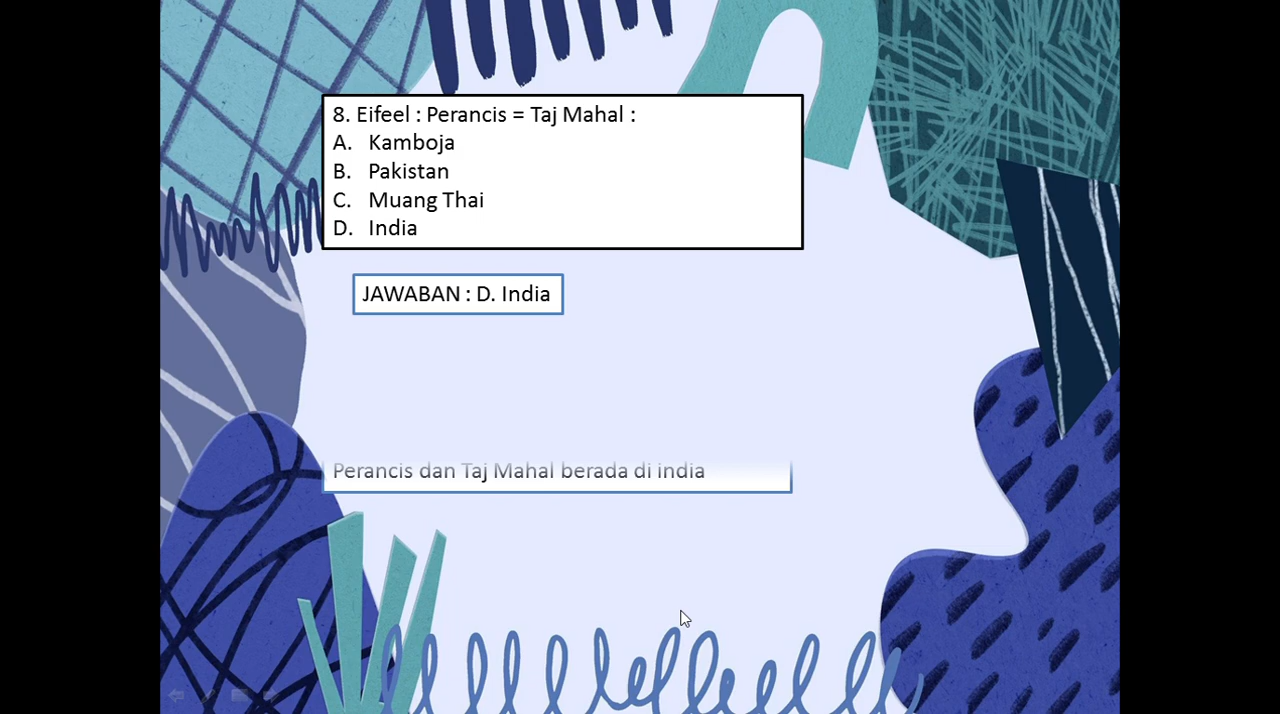 8. Eifeel : Perancis = Taj Mahal :
A. Kamboja
B. Pakistan
C. Muang Thai
D. India
JAWABAN : D. India
Perancis dan Taj Mahal berada di india